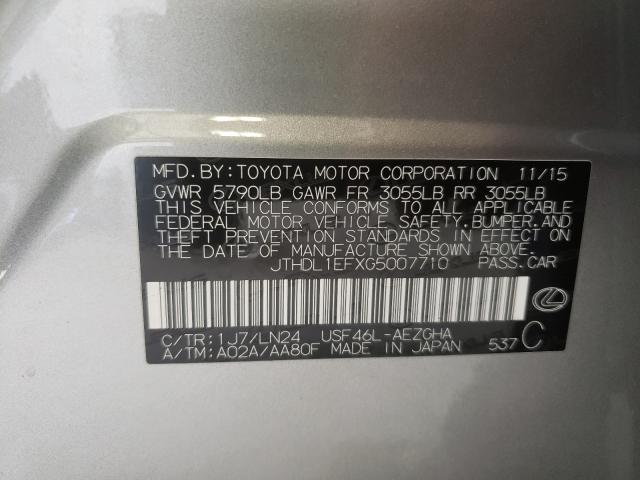 MFD.BY:TOYOTA MOTOR CORPORATION 11/15
GVWR 5790LB GAWR FR 3055LB RR 3055LB
THIS VEHICLE CONFORMS TO ALL APPLICABLE
FEDERAL MOTOR VEHICLE SAFETY,BUMPER,AND
THEFT PREVENTION STANDARDS IN EFFECT ON
THE DATE OF MANUFACTURE SHOWN ABOVE.
JTHDL1EFXG5007710 PASS.CAR
C/TR:1J7/LN24 USF46L-AEZGHA
A/TM:A02A/AA80F MADE IN JAPAN 537 C